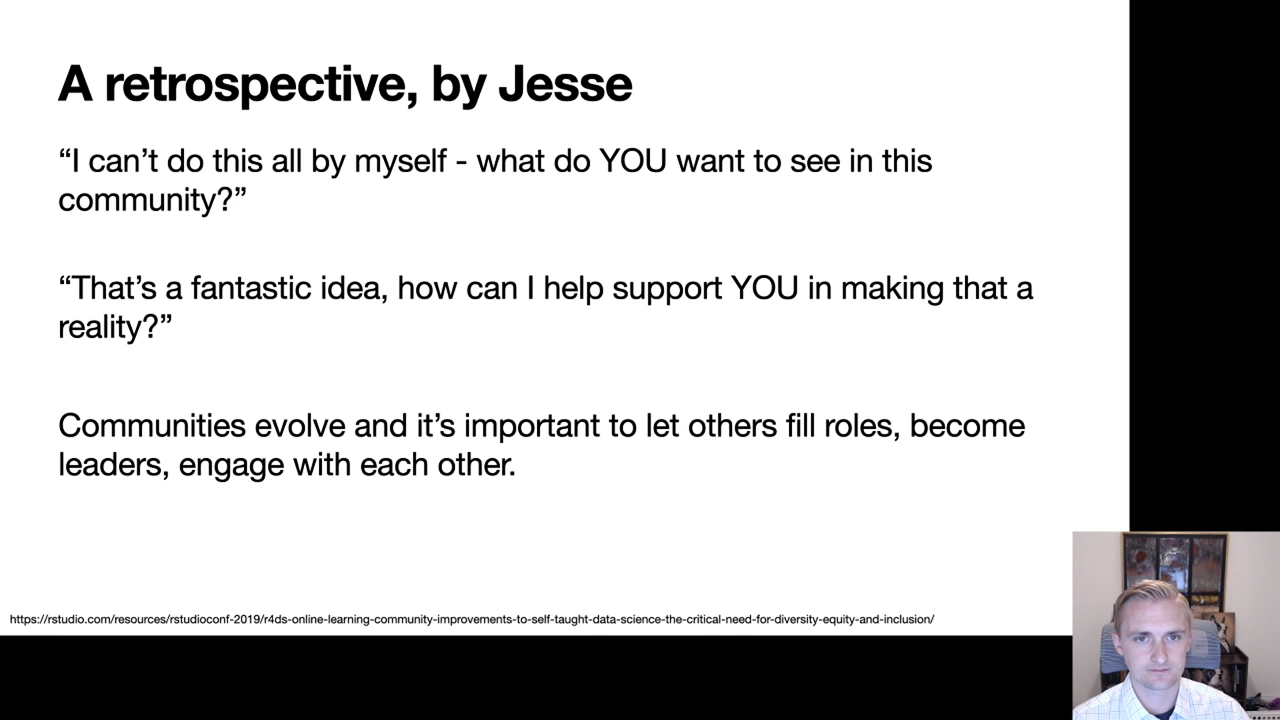 A retrospective, by Jesse
“I can’t do this all by myself - what do YOU want to see in this
community?”
“That’s a fantastic idea, how can I help support YOU in making that a
reality?”
Communities evolve and it’s important to let others fill roles, become
leaders, engage with each other.
https://rstudio.com/resources/rstudioconf-2019/r4ds-online-learning-community-improvements-to-self-taught-data-science-the-critical-need-for-diversity-equity-and-inclusion/